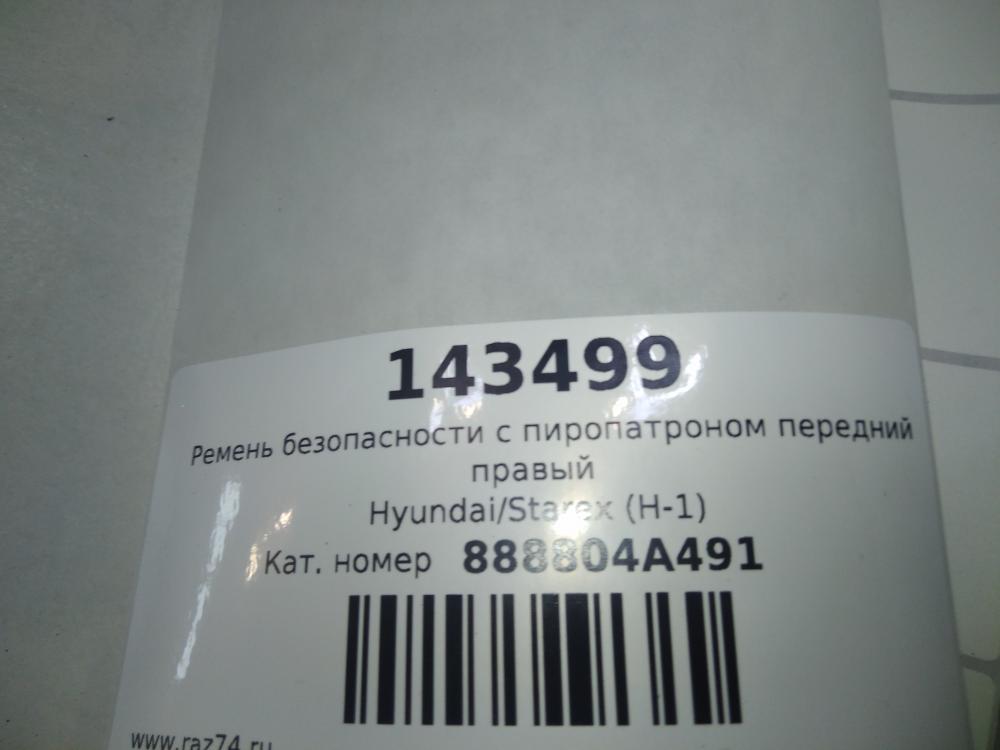 143499
Ремень безопасности с пиропатроном передний
правый
Hyundai/Starex (H-1)
Кат. номер 888804A491
www.raz74.ru